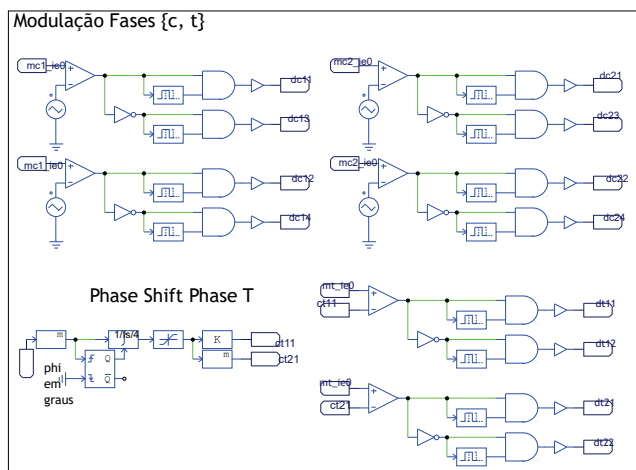 Modulação Fases {c, t}
mc1_ie0
dc11
dc13
mc1_ie0
dc12
dc14
mc2_ie0
dc21
dc23
mc2_ie0
dc22
dc24
Phase Shift Phase T
m
1/fs/4
K
ct11
m
ct21
Q
Q
phi
em
graus
mt_ie0
ct11
dt11
dt12
mt_ie0
ct21
dt21
dt22